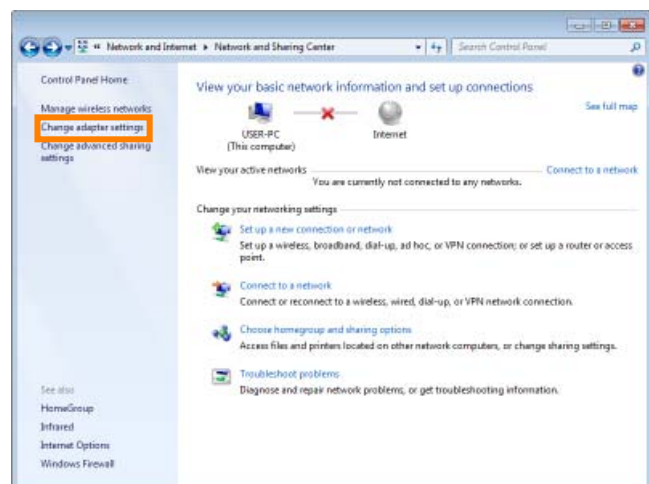 Network and Internet ▸ Network and Sharing Center
Search Control Panel
Control Panel Home
Manage wireless networks
Change adapter settings
Change advanced sharing
settings
See also
HomeGroup
Infrared
Internet Options
Windows Firewall
View your basic network information and set up connections
See full map
USER-PC
(This computer)
Internet
View your active networks
Connect to a network
You are currently not connected to any networks.
Change your networking settings
Set up a new connection or network
Set up a wireless, broadband, dial-up, ad hoc, or VPN connection; or set up a router or access
point.
Connect to a network
Connect or reconnect to a wireless, wired, dial-up, or VPN network connection.
Choose homegroup and sharing options
Access files and printers located on other network computers, or change sharing settings.
Troubleshoot problems
Diagnose and repair network problems, or get troubleshooting information.